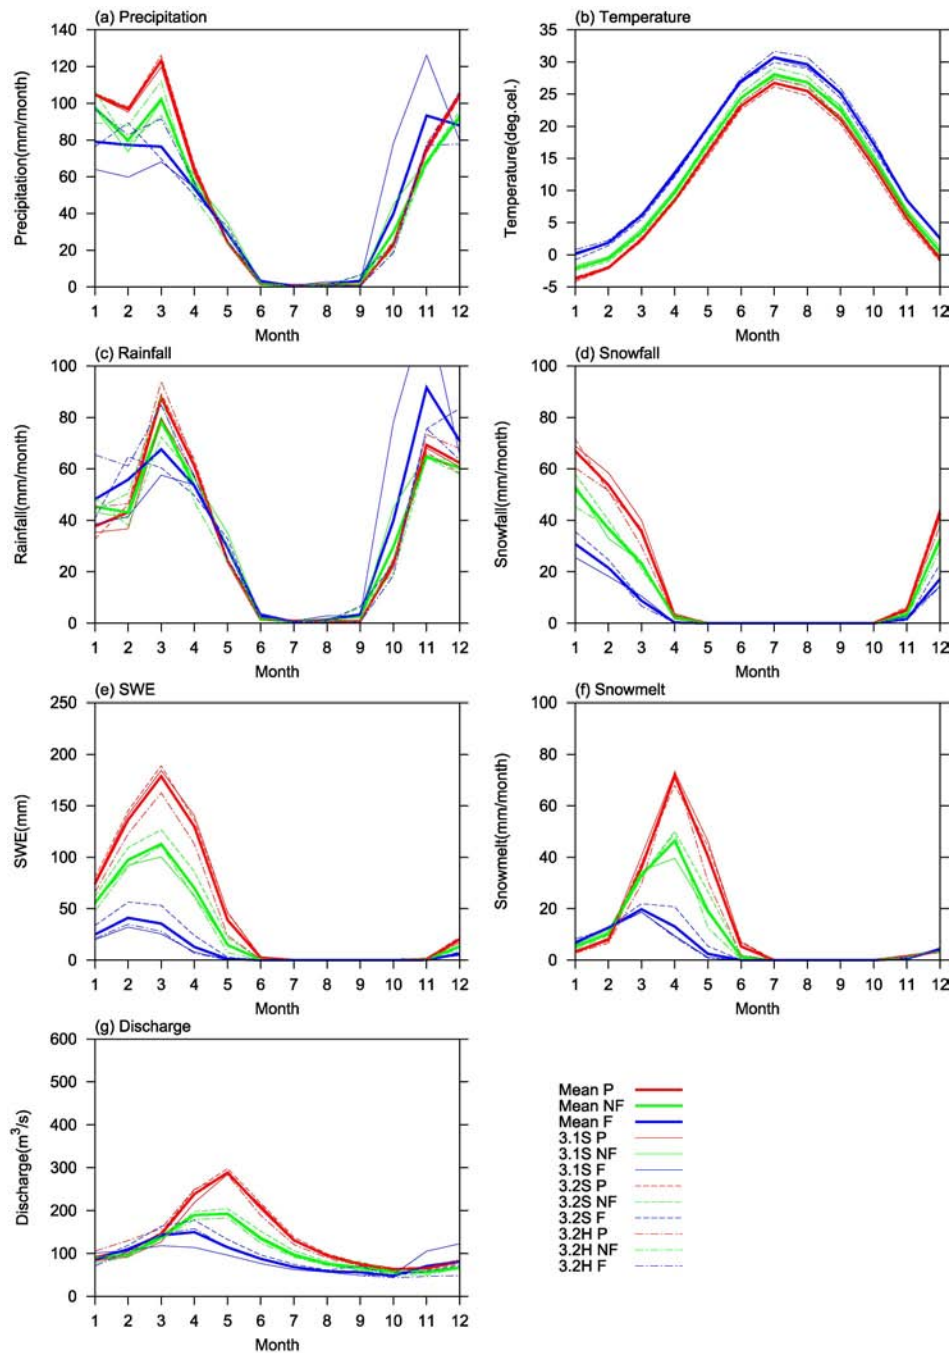 (a) Precipitation
140
120
100
80
60
40
20
0
Precipitation(mm/month)
1 2 3 4 5 6 7 8 9 10 11 12
Month
(b) Temperature
35
30
25
20
15
10
5
0
-5
Temperature(deg.cel.)
1 2 3 4 5 6 7 8 9 10 11 12
Month
(c) Rainfall
100
80
60
40
20
0
Rainfall(mm/month)
1 2 3 4 5 6 7 8 9 10 11 12
Month
(d) Snowfall
100
80
60
40
20
0
Snowfall(mm/month)
1 2 3 4 5 6 7 8 9 10 11 12
Month
(e) SWE
250
200
150
100
50
0
SWE(mm)
1 2 3 4 5 6 7 8 9 10 11 12
Month
(f) Snowmelt
100
80
60
40
20
0
Snowmelt(mm/month)
1 2 3 4 5 6 7 8 9 10 11 12
Month
(g) Discharge
600
500
400
300
200
100
0
Discharge(m³/s)
1 2 3 4 5 6 7 8 9 10 11 12
Month
Mean P
Mean NF
Mean F
3.1S P
3.1S NF
3.1S F
3.2S P
3.2S NF
3.2S F
3.2H P
3.2H NF
3.2H F